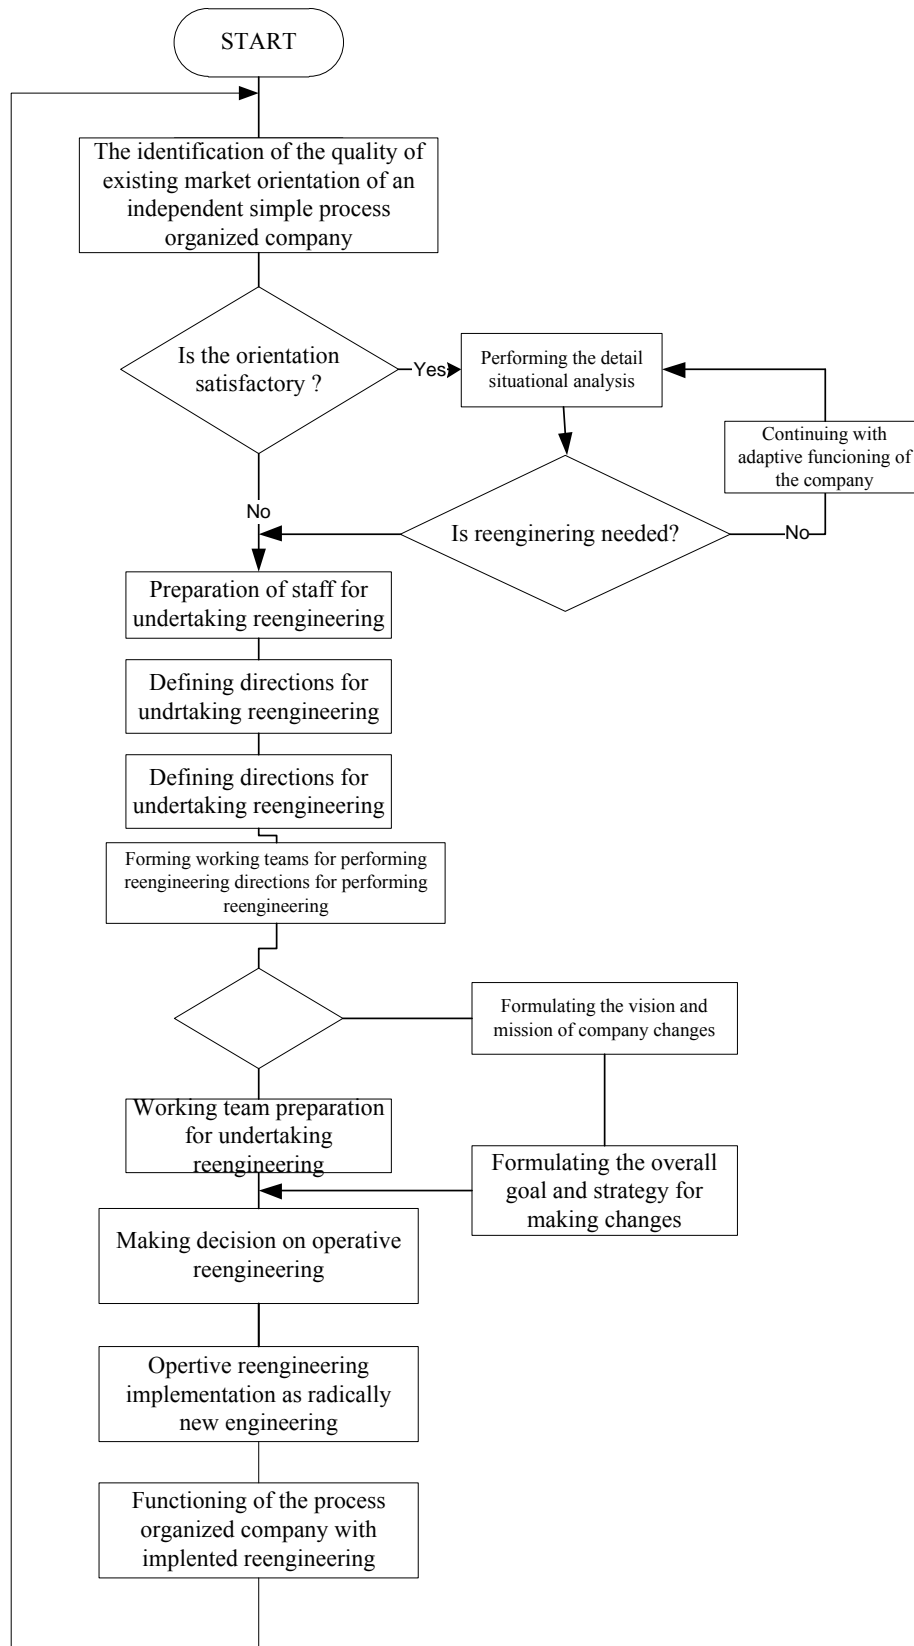 START
The identification of the quality of
existing market orientation of an
independent simple process
organized company
Is the orientation
satisfactory ?
Yes
Performing the detail
situational analysis
Continuing with
adaptive funcioning of
the company
No
Is reenginering needed?
No
Preparation of staff for
undertaking reengineering
Defining directions for
undrtaking reengineering
Defining directions for
undertaking reengineering
Forming working teams for performing
reengineering directions for performing
reengineering
Formulating the vision and
mission of company changes
Working team preparation
for undertaking
reengineering
Formulating the overall
goal and strategy for
making changes
Making decision on operative
reengineering
Opertive reengineering
implementation as radically
new engineering
Functioning of the process
organized company with
implented reengineering